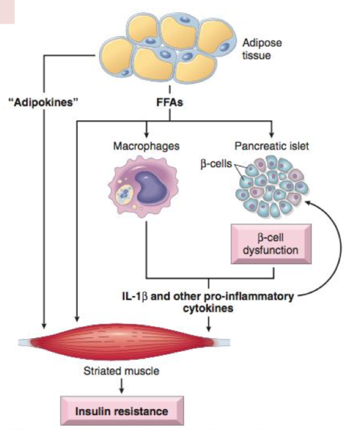 Adipose
tissue
"Adipokines"
FFAs
Macrophages
Pancreatic islet
β-cells
β-cell
dysfunction
IL-1β and other pro-inflammatory
cytokines
Striated muscle
Insulin resistance